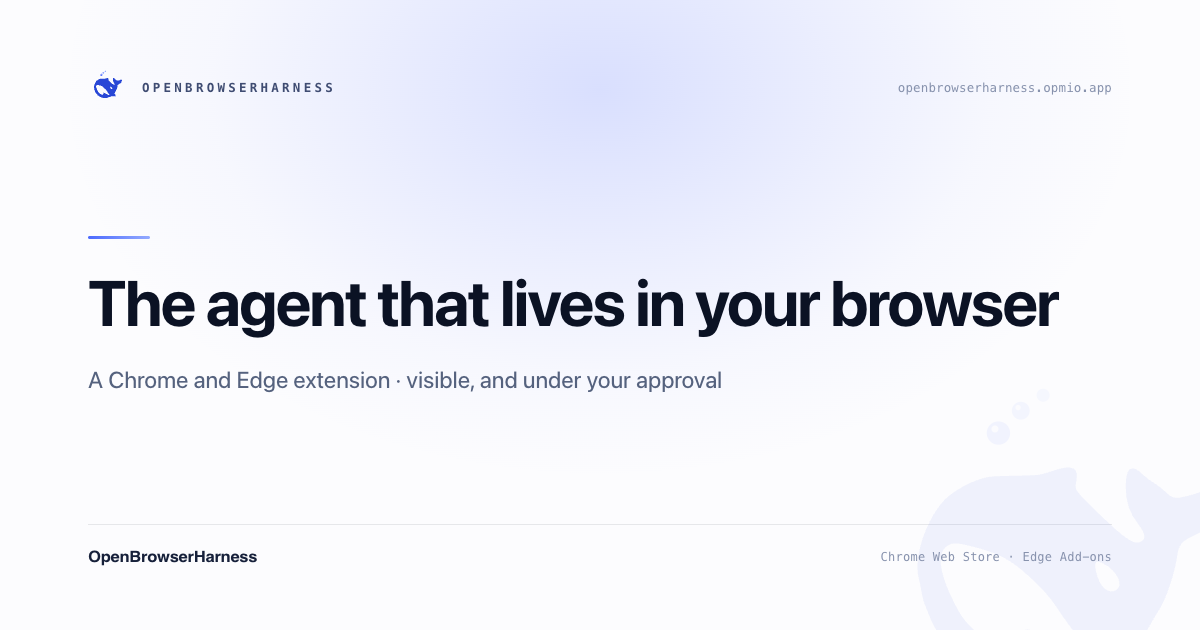 OPENBROWSERHARNESS
openbrowserharness.opmio.app
The agent that lives in your browser
A Chrome and Edge extension · visible, and under your approval
OpenBrowserHarness
Chrome Web Store · Edge Add-ons